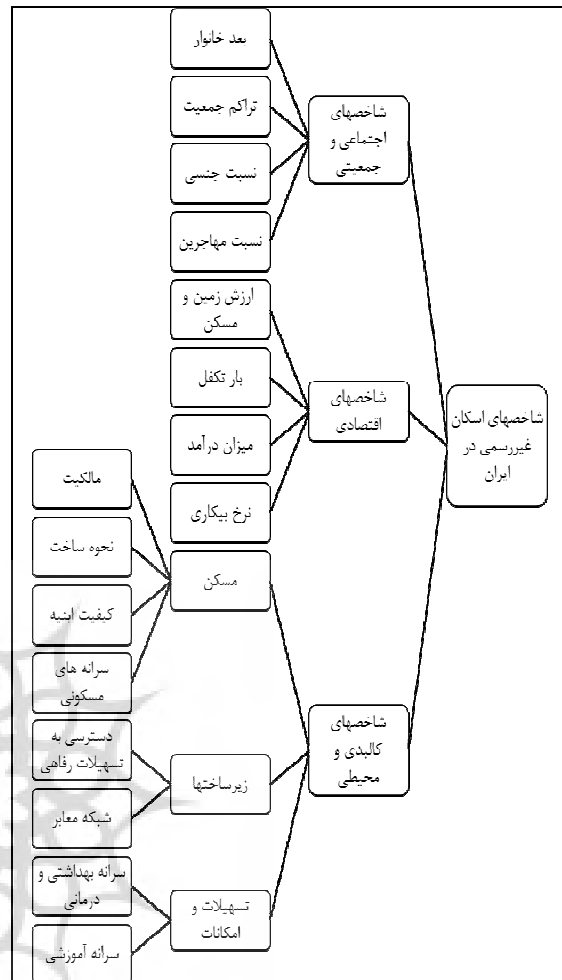 شاخصهای اسکان
غیررسمی در
ایران
شاخصهای
اجتماعی و
جمعیتی
بعد خانوار
تراکم جمعیت
نسبت جنسی
نسبت مهاجرین
شاخصهای
اقتصادی
ارزش زمین و
مسکن
بار تکفل
میزان درآمد
نرخ بیکاری
شاخصهای
کالبدی و
محیطی
مسکن
مالکیت
نحوه ساخت
کیفیت ابنیه
سرانه های
مسکونی
زیرساختها
دسترسی به
تسهیلات رفاهی
شبکه معابر
تسهیلات و
امکانات
سرانه بهداشتی و
درمانی
سرانه آموزشی